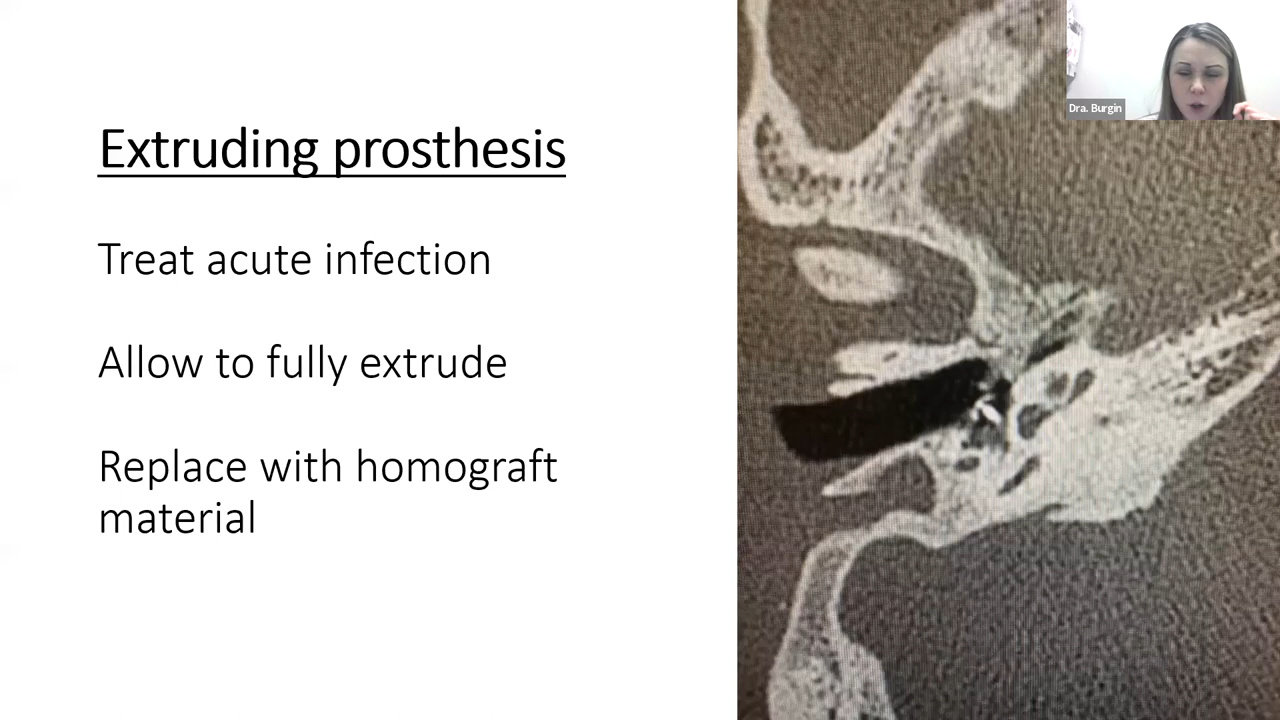 Extruding prosthesis
Treat acute infection
Allow to fully extrude
Replace with homograft
material
Dra. Burgin